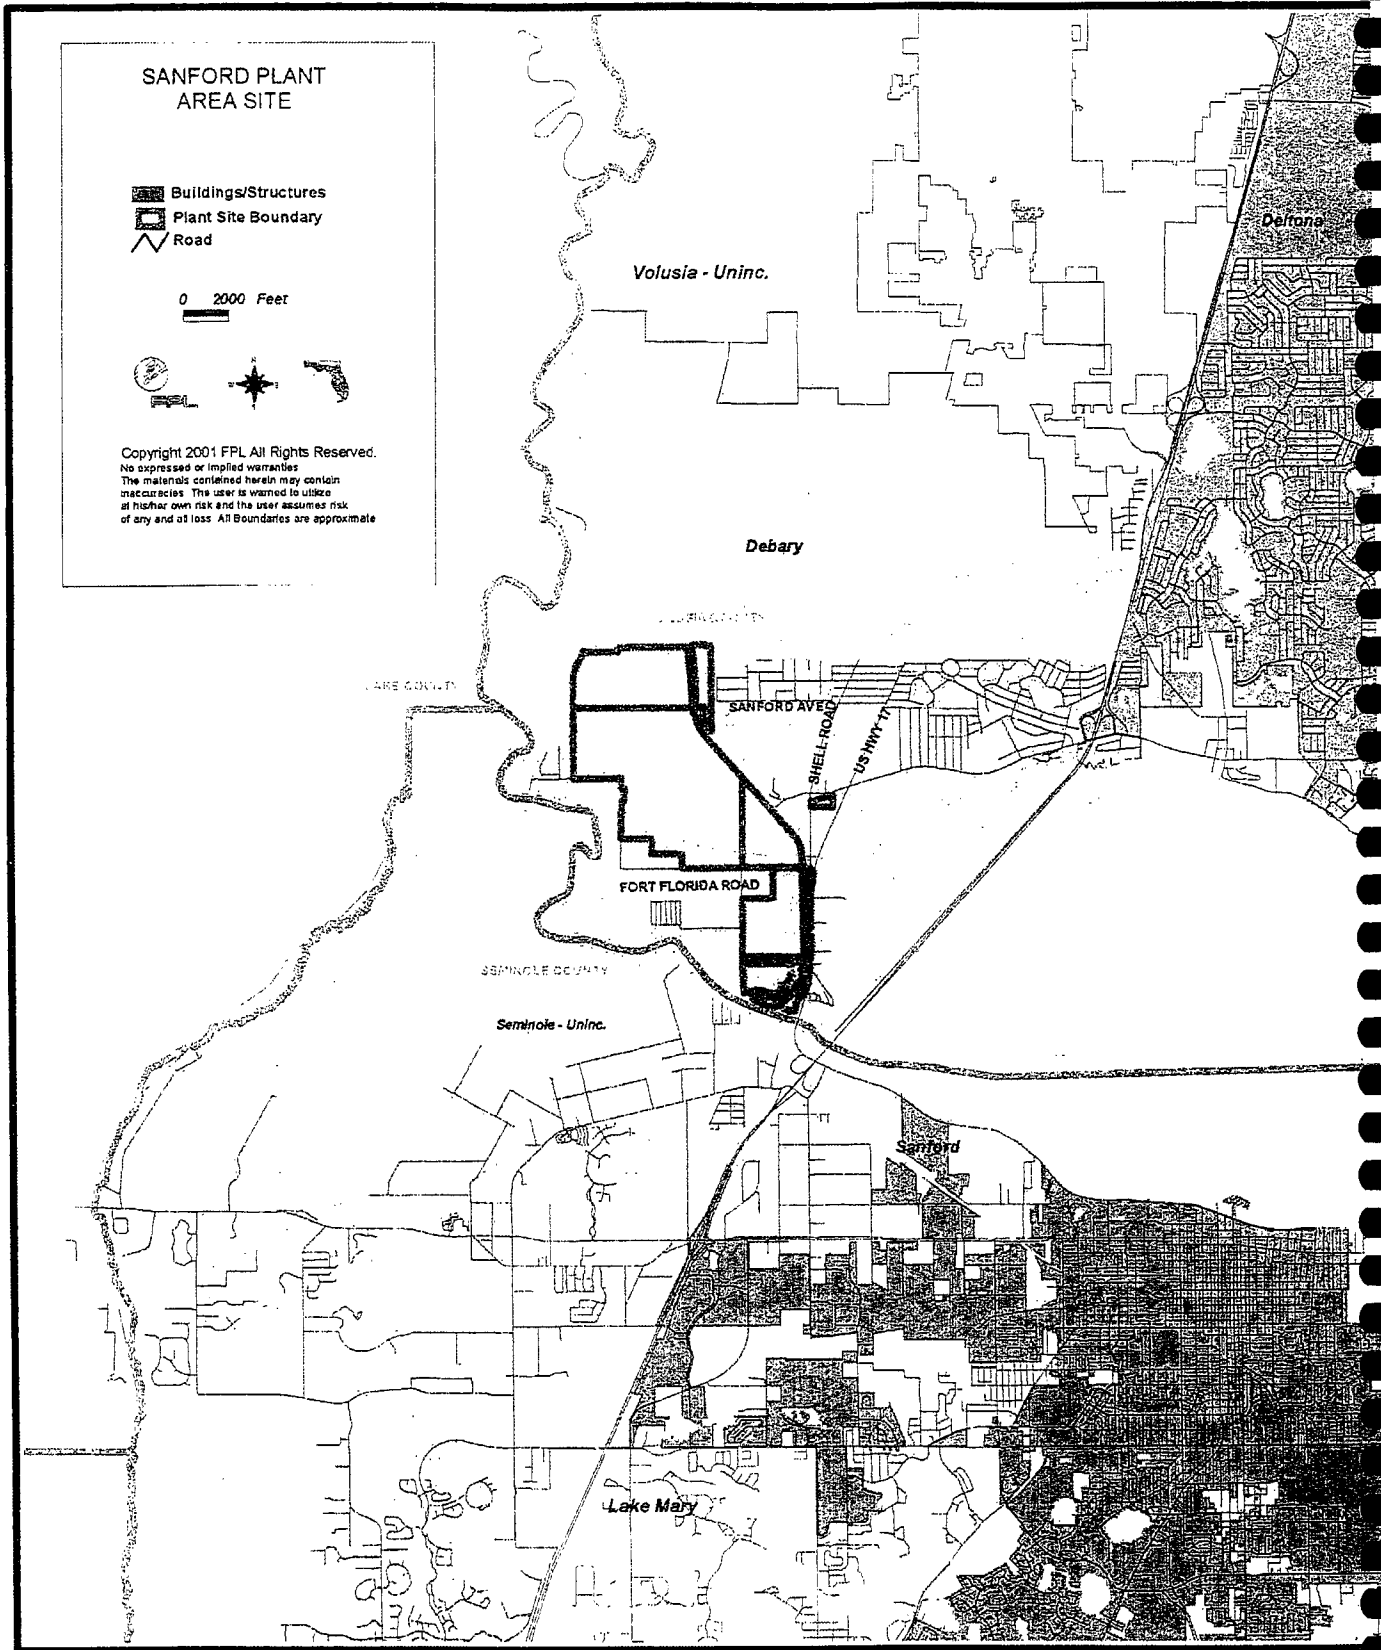 SANFORD PLANT
AREA SITE
Buildings/Structures
Plant Site Boundary
Road
0 2000 Feet
FPL
Copyright 2001 FPL All Rights Reserved.
No expressed or implied warranties
The materials contained herein may contain
inaccuracies The user is warned to utilize
at his/her own risk and the user assumes risk
of any and all loss All Boundaries are approximate
Deltona
Volusia - Uninc.
Debary
LAKE COUNTY
SANFORD AVE
SHELL ROAD
US HWY 17
FORT FLORIDA ROAD
SEMINOLE COUNTY
Seminole - Uninc.
Sanford
Lake Mary